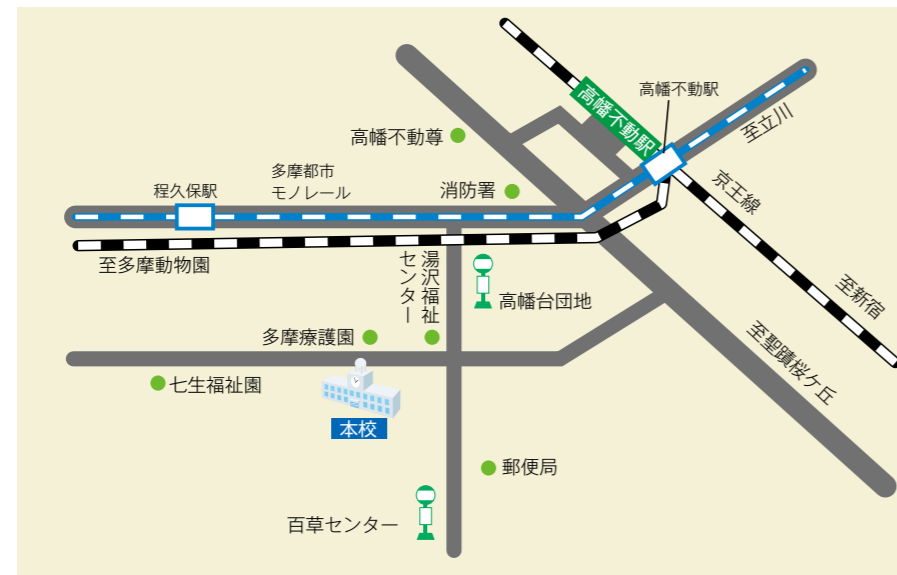 高幡不動駅
高幡不動駅
至立川
高幡不動尊
多摩都市
モノレール
消防署
程久保駅
京王線
至多摩動物園
湯沢福祉
センター
高幡台団地
至新宿
多摩療護園
至聖蹟桜ケ丘
七生福祉園
本校
郵便局
百草センター